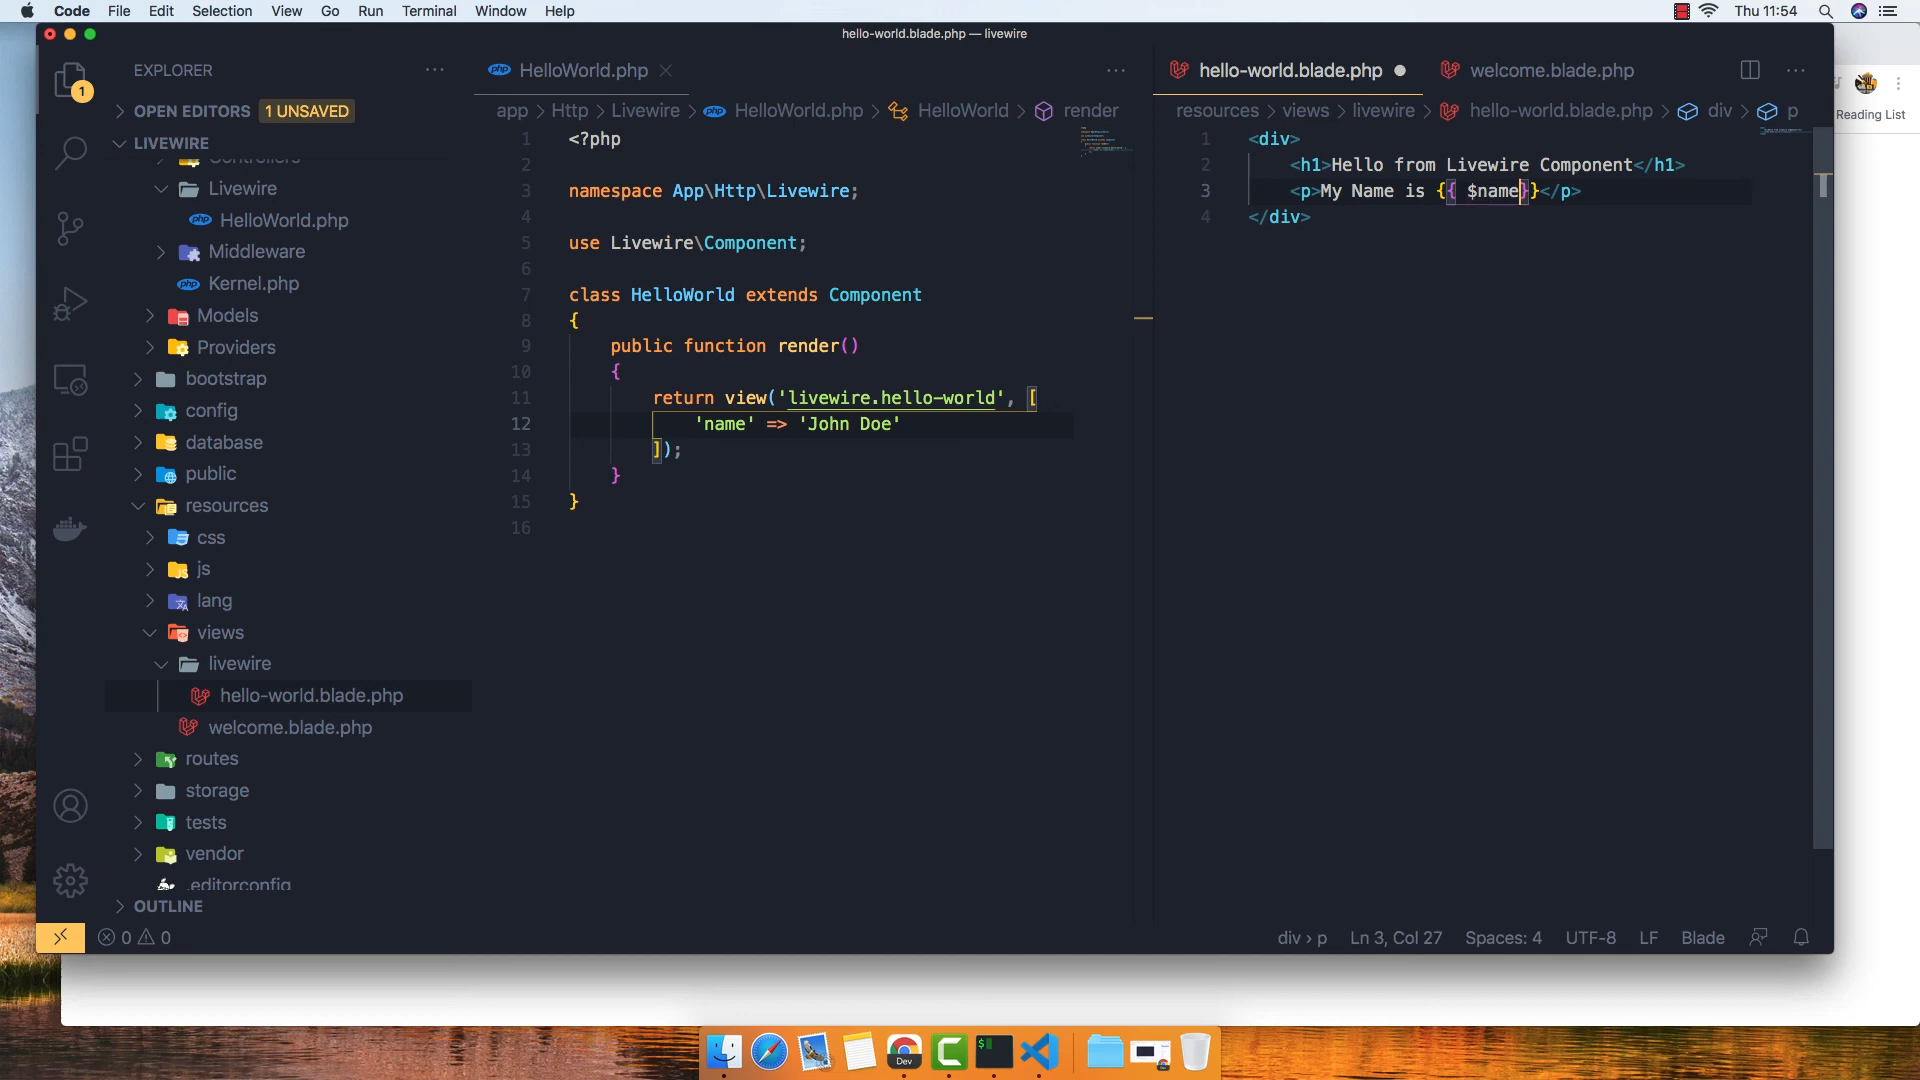 Code File Edit Selection View Go Run Terminal Window Help Thu 11:54
hello-world.blade.php — livewire
EXPLORER
OPEN EDITORS 1 UNSAVED
LIVEWIRE
Controllers
Livewire
HelloWorld.php
Middleware
Kernel.php
Models
Providers
bootstrap
config
database
public
resources
css
js
lang
views
livewire
hello-world.blade.php
welcome.blade.php
routes
storage
tests
vendor
.editorconfig
OUTLINE
1
php HelloWorld.php
app > Http > Livewire > php HelloWorld.php > HelloWorld > render
1 <?php
2
3 namespace App\Http\Livewire;
4
5 use Livewire\Component;
6
7 class HelloWorld extends Component
8 {
9 public function render()
10 {
11 return view('livewire.hello-world', [
12 'name' => 'John Doe'
13 ]);
14 }
15 }
16
hello-world.blade.php welcome.blade.php
resources > views > livewire > hello-world.blade.php > div > p
1 <div>
2 <h1>Hello from Livewire Component</h1>
3 <p>My Name is {{ $name}}</p>
4 </div>
Reading List
0 0 div › p Ln 3, Col 27 Spaces: 4 UTF-8 LF Blade
Dev